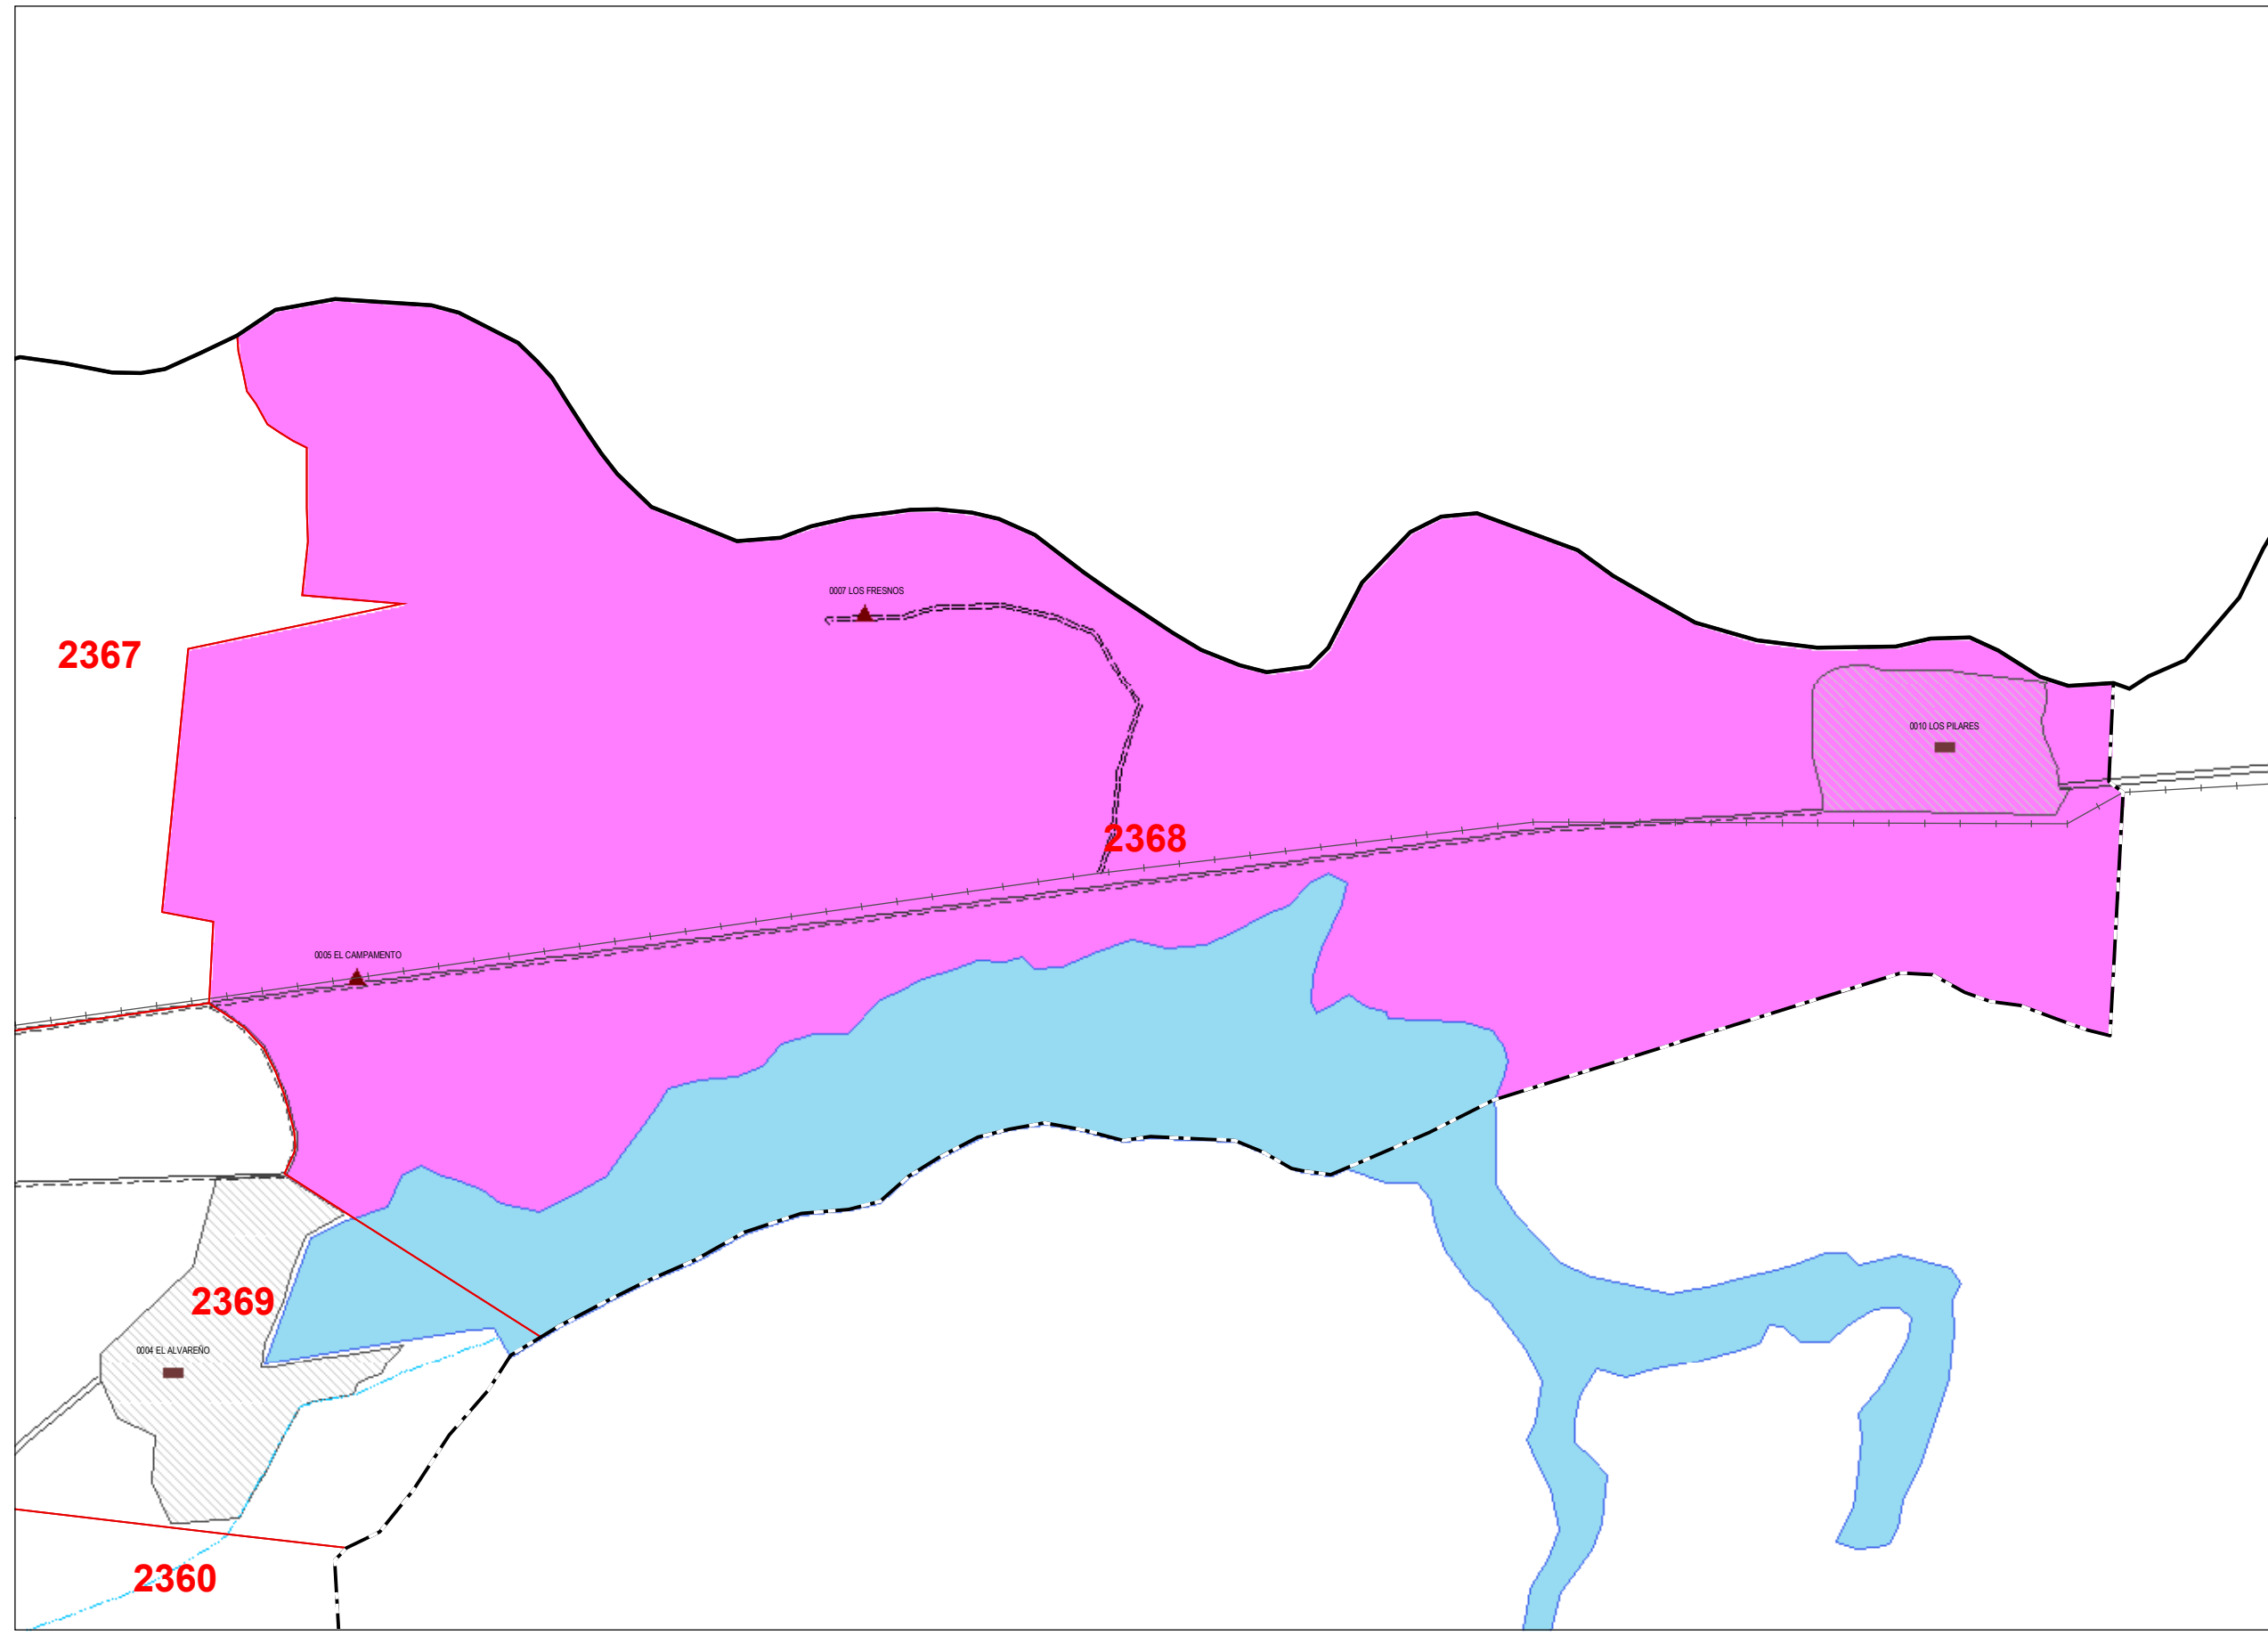 0007 LOS FRESNOS
2367
0010 LOS PILARES
2368
0005 EL CAMPAMENTO
2369
0004 EL ALVAREÑO
2360